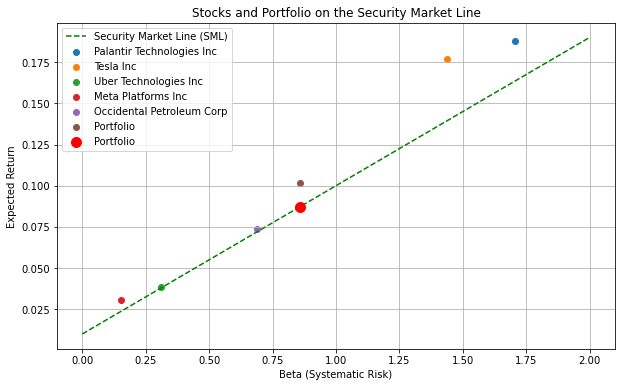 Stocks and Portfolio on the Security Market Line
Security Market Line (SML)
Palantir Technologies Inc
Tesla Inc
Uber Technologies Inc
Meta Platforms Inc
Occidental Petroleum Corp
Portfolio
Portfolio
Expected Return
0.175
0.150
0.125
0.100
0.075
0.050
0.025
0.00
0.25
0.50
0.75
1.00
1.25
1.50
1.75
2.00
Beta (Systematic Risk)